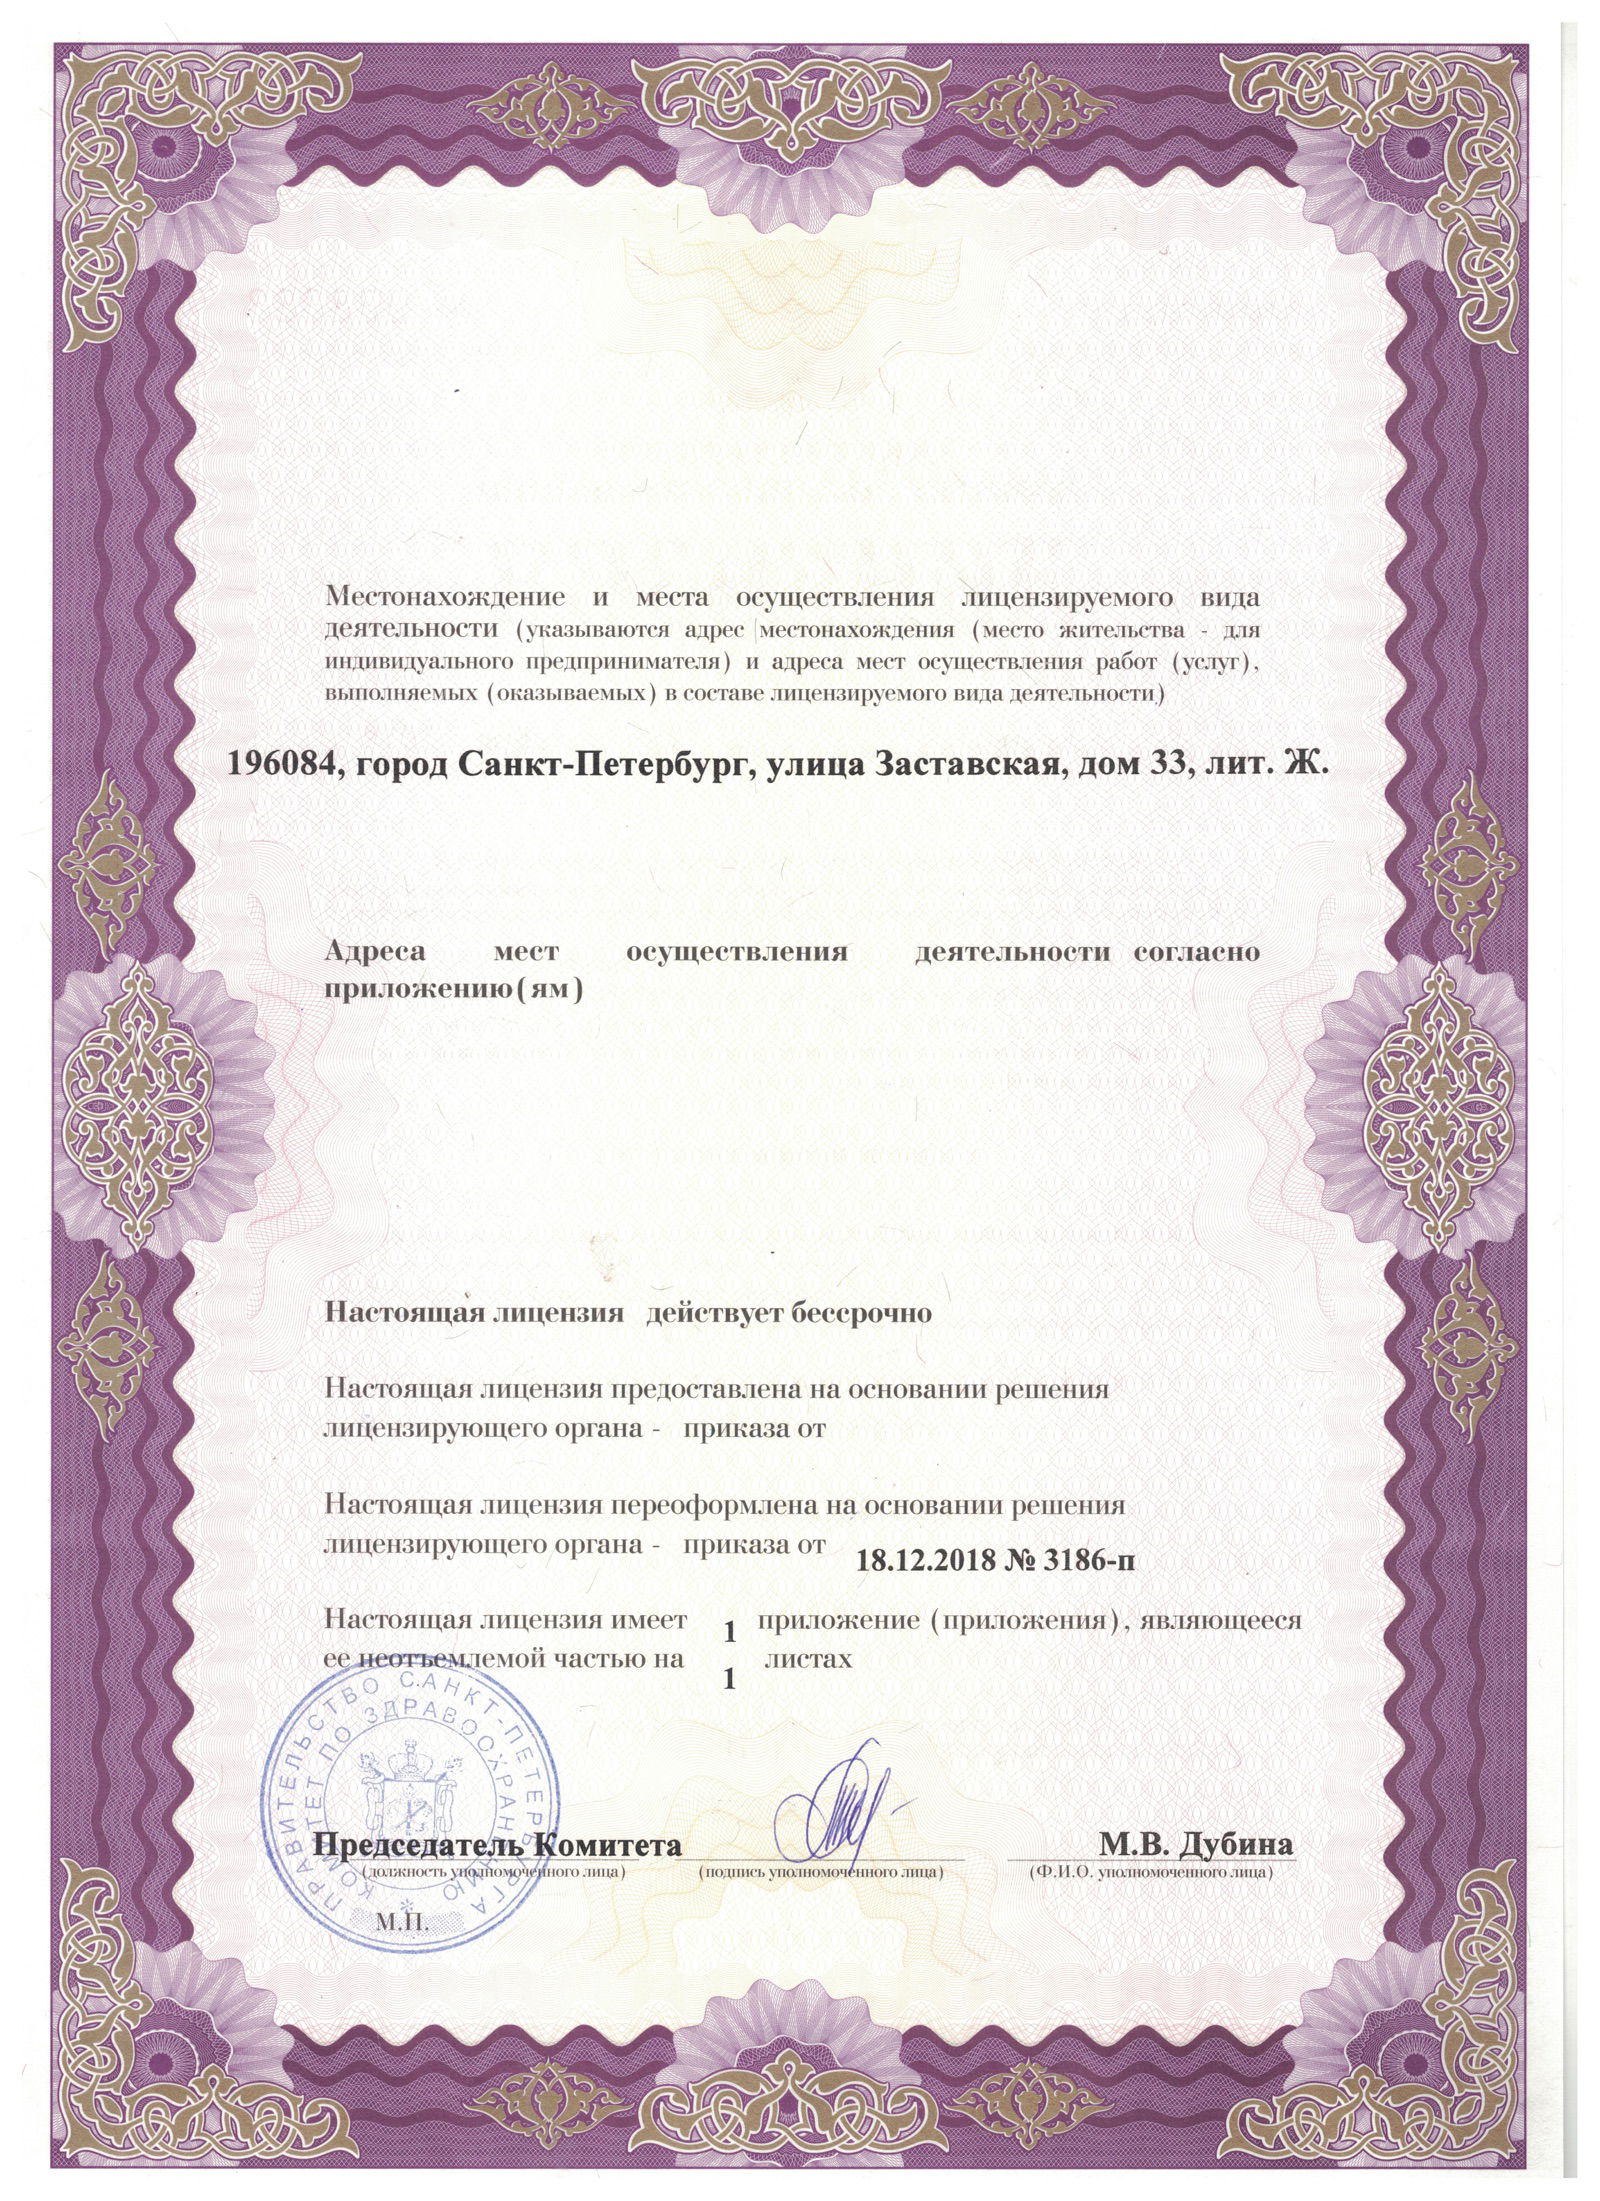 Местонахождение и места осуществления лицензируемого вида
деятельности (указываются адрес местонахождения (место жительства - для
индивидуального предпринимателя) и адреса мест осуществления работ (услуг),
выполняемых (оказываемых) в составе лицензируемого вида деятельности)
196084, город Санкт-Петербург, улица Заставская, дом 33, лит. Ж.
Адреса мест осуществления деятельности согласно
приложению(ям)
Настоящая лицензия действует бессрочно
Настоящая лицензия предоставлена на основании решения
лицензирующего органа - приказа от
Настоящая лицензия переоформлена на основании решения
лицензирующего органа - приказа от 18.12.2018 № 3186-п
Настоящая лицензия имеет 1 приложение (приложения), являющееся
ее неотъемлемой частью на 1 листах
ПРАВИТЕЛЬСТВО САНКТ-ПЕТЕРБУРГА
КОМИТЕТ ПО ЗДРАВООХРАНЕНИЮ
Председатель Комитета М.В. Дубина
(должность уполномоченного лица) (подпись уполномоченного лица) (Ф.И.О. уполномоченного лица)
М.П.